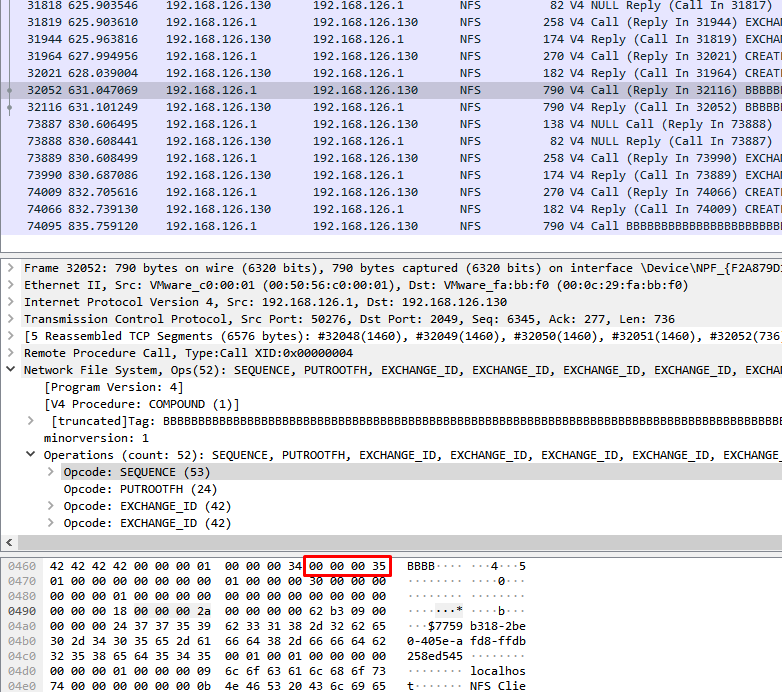 31818 625.903546 192.168.126.130 192.168.126.1 NFS 82 V4 NULL Reply (Call In 31817)
31819 625.903610 192.168.126.1 192.168.126.130 NFS 258 V4 Call (Reply In 31944) EXCHA
31944 625.963816 192.168.126.130 192.168.126.1 NFS 174 V4 Reply (Call In 31819) EXCHA
31964 627.994956 192.168.126.1 192.168.126.130 NFS 270 V4 Call (Reply In 32021) CREAT
32021 628.039004 192.168.126.130 192.168.126.1 NFS 182 V4 Reply (Call In 31964) CREAT
32052 631.047069 192.168.126.1 192.168.126.130 NFS 790 V4 Call (Reply In 32116) BBBBBB
32116 631.101249 192.168.126.130 192.168.126.1 NFS 790 V4 Reply (Call In 32052) BBBBBB
73887 830.606495 192.168.126.1 192.168.126.130 NFS 138 V4 NULL Call (Reply In 73888)
73888 830.608441 192.168.126.130 192.168.126.1 NFS 82 V4 NULL Reply (Call In 73887)
73889 830.608499 192.168.126.1 192.168.126.130 NFS 258 V4 Call (Reply In 73990) EXCHA
73990 830.687086 192.168.126.130 192.168.126.1 NFS 174 V4 Reply (Call In 73889) EXCHA
74009 832.705616 192.168.126.1 192.168.126.130 NFS 270 V4 Call (Reply In 74066) CREAT
74066 832.739130 192.168.126.130 192.168.126.1 NFS 182 V4 Reply (Call In 74009) CREAT
74095 835.759120 192.168.126.1 192.168.126.130 NFS 790 V4 Call BBBBBBBBBBBBBBBBBBBBBB
Frame 32052: 790 bytes on wire (6320 bits), 790 bytes captured (6320 bits) on interface \Device\NPF_{F2A879D1
Ethernet II, Src: VMware_c0:00:01 (00:50:56:c0:00:01), Dst: VMware_fa:bb:f0 (00:0c:29:fa:bb:f0)
Internet Protocol Version 4, Src: 192.168.126.1, Dst: 192.168.126.130
Transmission Control Protocol, Src Port: 50276, Dst Port: 2049, Seq: 6345, Ack: 277, Len: 736
[5 Reassembled TCP Segments (6576 bytes): #32048(1460), #32049(1460), #32050(1460), #32051(1460), #32052(736
Remote Procedure Call, Type:Call XID:0x00000004
Network File System, Ops(52): SEQUENCE, PUTROOTFH, EXCHANGE_ID, EXCHANGE_ID, EXCHANGE_ID, EXCHANGE_ID, EXCHA
[Program Version: 4]
[V4 Procedure: COMPOUND (1)]
[truncated]Tag: BBBBBBBBBBBBBBBBBBBBBBBBBBBBBBBBBBBBBBBBBBBBBBBBBBBBBBBBBBBBBBBBBBBBBBBBBBBBBBBBBBBBBBBB
minorversion: 1
Operations (count: 52): SEQUENCE, PUTROOTFH, EXCHANGE_ID, EXCHANGE_ID, EXCHANGE_ID, EXCHANGE_ID, EXCHANGE_
Opcode: SEQUENCE (53)
Opcode: PUTROOTFH (24)
Opcode: EXCHANGE_ID (42)
Opcode: EXCHANGE_ID (42)
0460 42 42 42 42 00 00 00 01 00 00 00 34 00 00 00 35 BBBB···· ···4···5
0470 01 00 00 00 00 00 00 00 01 00 00 00 30 00 00 00 ········ ····0···
0480 00 00 00 01 00 00 00 00 00 00 00 00 00 00 00 00 ········ ········
0490 00 00 00 18 00 00 00 2a 00 00 00 00 62 b3 09 00 ·······* ····b···
04a0 00 00 00 24 37 37 35 39 62 33 31 38 2d 32 62 65 ···$7759 b318-2be
04b0 30 2d 34 30 35 65 2d 61 66 64 38 2d 66 66 64 62 0-405e-a fd8-ffdb
04c0 32 35 38 65 64 35 34 35 00 01 00 01 00 00 00 00 258ed545 ········
04d0 00 00 00 01 00 00 00 09 6c 6f 63 61 6c 68 6f 73 ········ localhos
04e0 74 00 00 00 00 00 00 0b 4e 46 53 20 43 6c 69 65 t······· NFS Clie